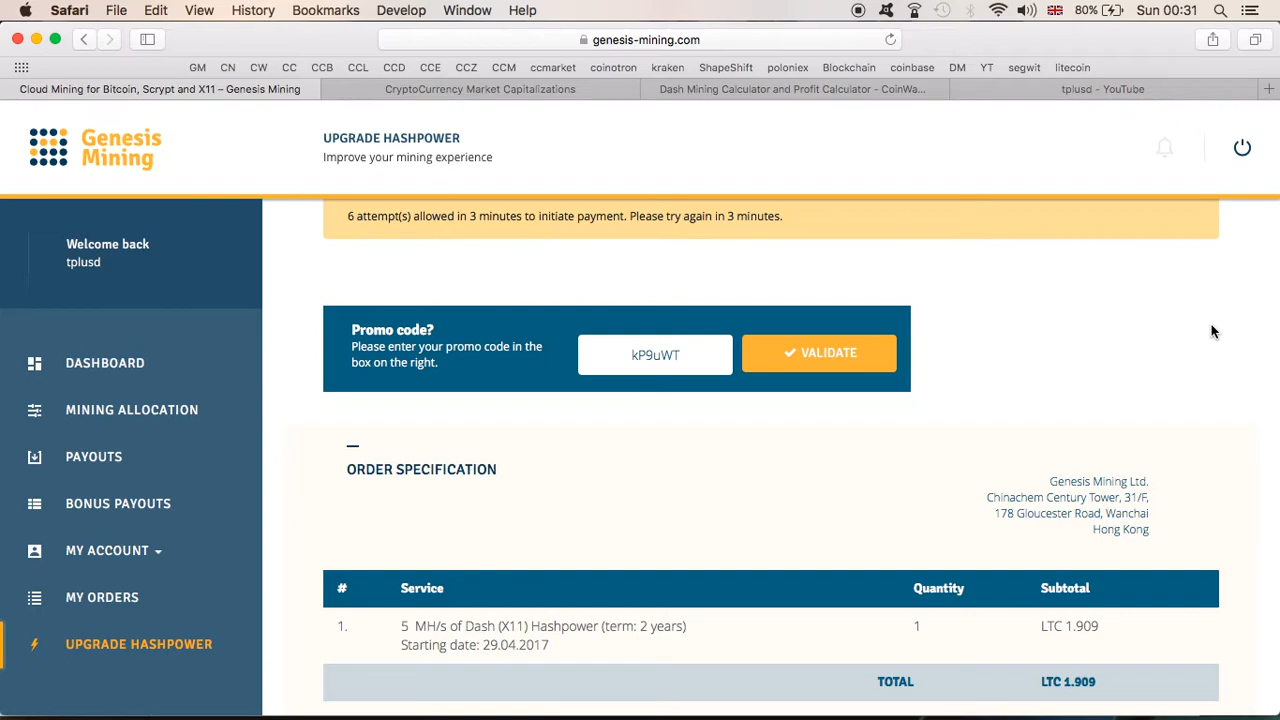 Safari File Edit View History Bookmarks Develop Window Help 80% Sun 00:31
genesis-mining.com
GM CN CW CC CCB CCL CCD CCE CCZ CCM ccmarket coinotron kraken ShapeShift poloniex Blockchain coinbase DM YT segwit litecoin
Cloud Mining for Bitcoin, Scrypt and X11 – Genesis Mining CryptoCurrency Market Capitalizations Dash Mining Calculator and Profit Calculator - CoinWa... tplusd - YouTube +
Genesis
Mining
UPGRADE HASHPOWER
Improve your mining experience
Welcome back
tplusd
DASHBOARD
MINING ALLOCATION
PAYOUTS
BONUS PAYOUTS
MY ACCOUNT
MY ORDERS
UPGRADE HASHPOWER
6 attempt(s) allowed in 3 minutes to initiate payment. Please try again in 3 minutes.
Promo code?
Please enter your promo code in the
box on the right.
kP9uWT
VALIDATE
ORDER SPECIFICATION
Genesis Mining Ltd.
Chinachem Century Tower, 31/F,
178 Gloucester Road, Wanchai
Hong Kong
# Service Quantity Subtotal
1. 5 MH/s of Dash (X11) Hashpower (term: 2 years) 1 LTC 1.909
Starting date: 29.04.2017
TOTAL LTC 1.909